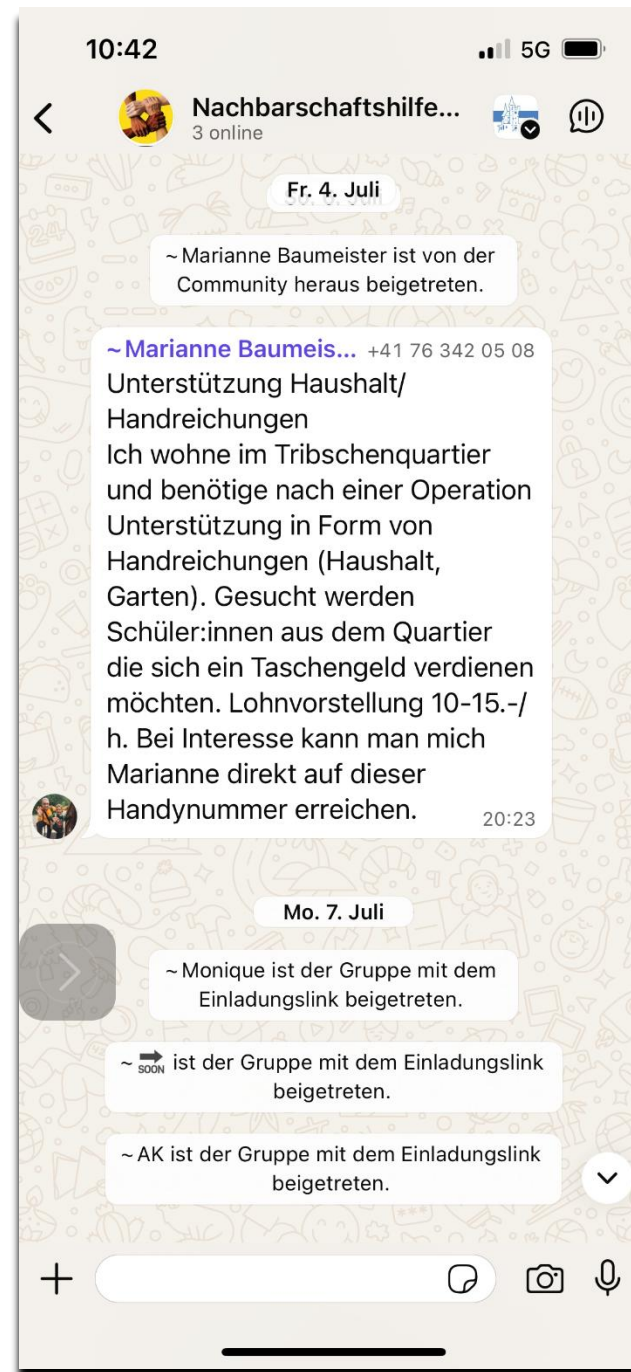 10:42
5G
Nachbarschaftshilfe...
3 online
Fr. 4. Juli
~ Marianne Baumeister ist von der
Community heraus beigetreten.
~ Marianne Baumeis... +41 76 342 05 08
Unterstützung Haushalt/
Handreichungen
Ich wohne im Tribschenquartier
und benötige nach einer Operation
Unterstützung in Form von
Handreichungen (Haushalt,
Garten). Gesucht werden
Schüler:innen aus dem Quartier
die sich ein Taschengeld verdienen
möchten. Lohnvorstellung 10-15.-/
h. Bei Interesse kann man mich
Marianne direkt auf dieser
Handynummer erreichen.
20:23
Mo. 7. Juli
~ Monique ist der Gruppe mit dem
Einladungslink beigetreten.
~ SOON ist der Gruppe mit dem Einladungslink
beigetreten.
~ AK ist der Gruppe mit dem Einladungslink
beigetreten.